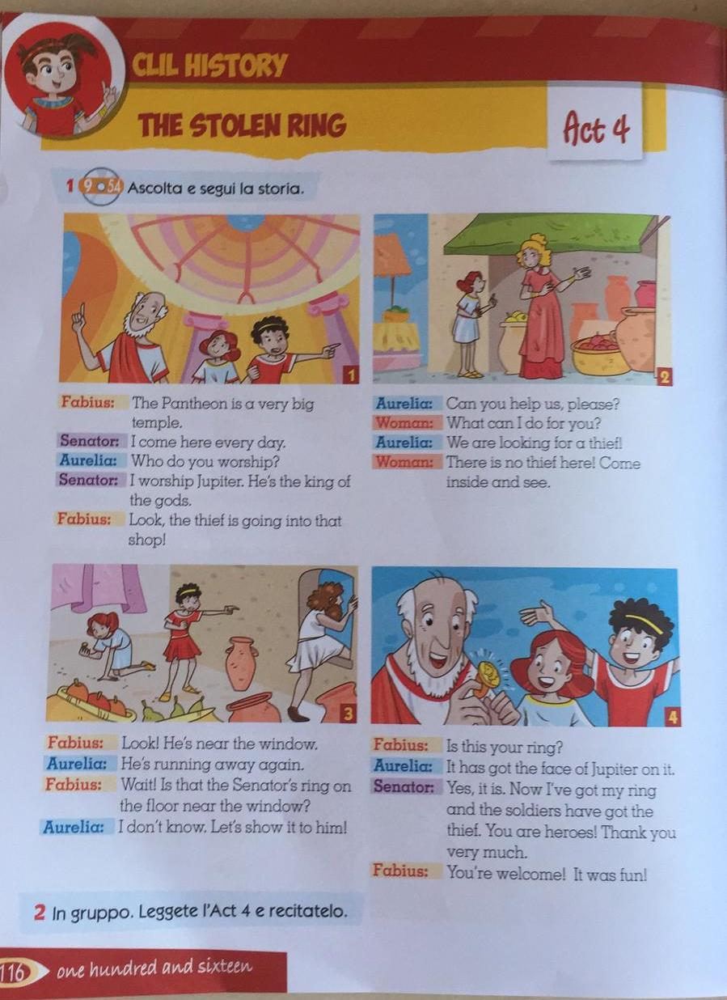 CLIL HISTORY
THE STOLEN RING
Act 4
1 9 • 54 Ascolta e segui la storia.
1
Fabius: The Pantheon is a very big
temple.
Senator: I come here every day.
Aurelia: Who do you worship?
Senator: I worship Jupiter. He's the king of
the gods.
Fabius: Look, the thief is going into that
shop!
2
Aurelia: Can you help us, please?
Woman: What can I do for you?
Aurelia: We are looking for a thief!
Woman: There is no thief here! Come
inside and see.
3
Fabius: Look! He's near the window.
Aurelia: He's running away again.
Fabius: Wait! Is that the Senator's ring on
the floor near the window?
Aurelia: I don't know. Let's show it to him!
4
Fabius: Is this your ring?
Aurelia: It has got the face of Jupiter on it.
Senator: Yes, it is. Now I've got my ring
and the soldiers have got the
thief. You are heroes! Thank you
very much.
Fabius: You're welcome! It was fun!
2 In gruppo. Leggete l'Act 4 e recitatelo.
116 one hundred and sixteen